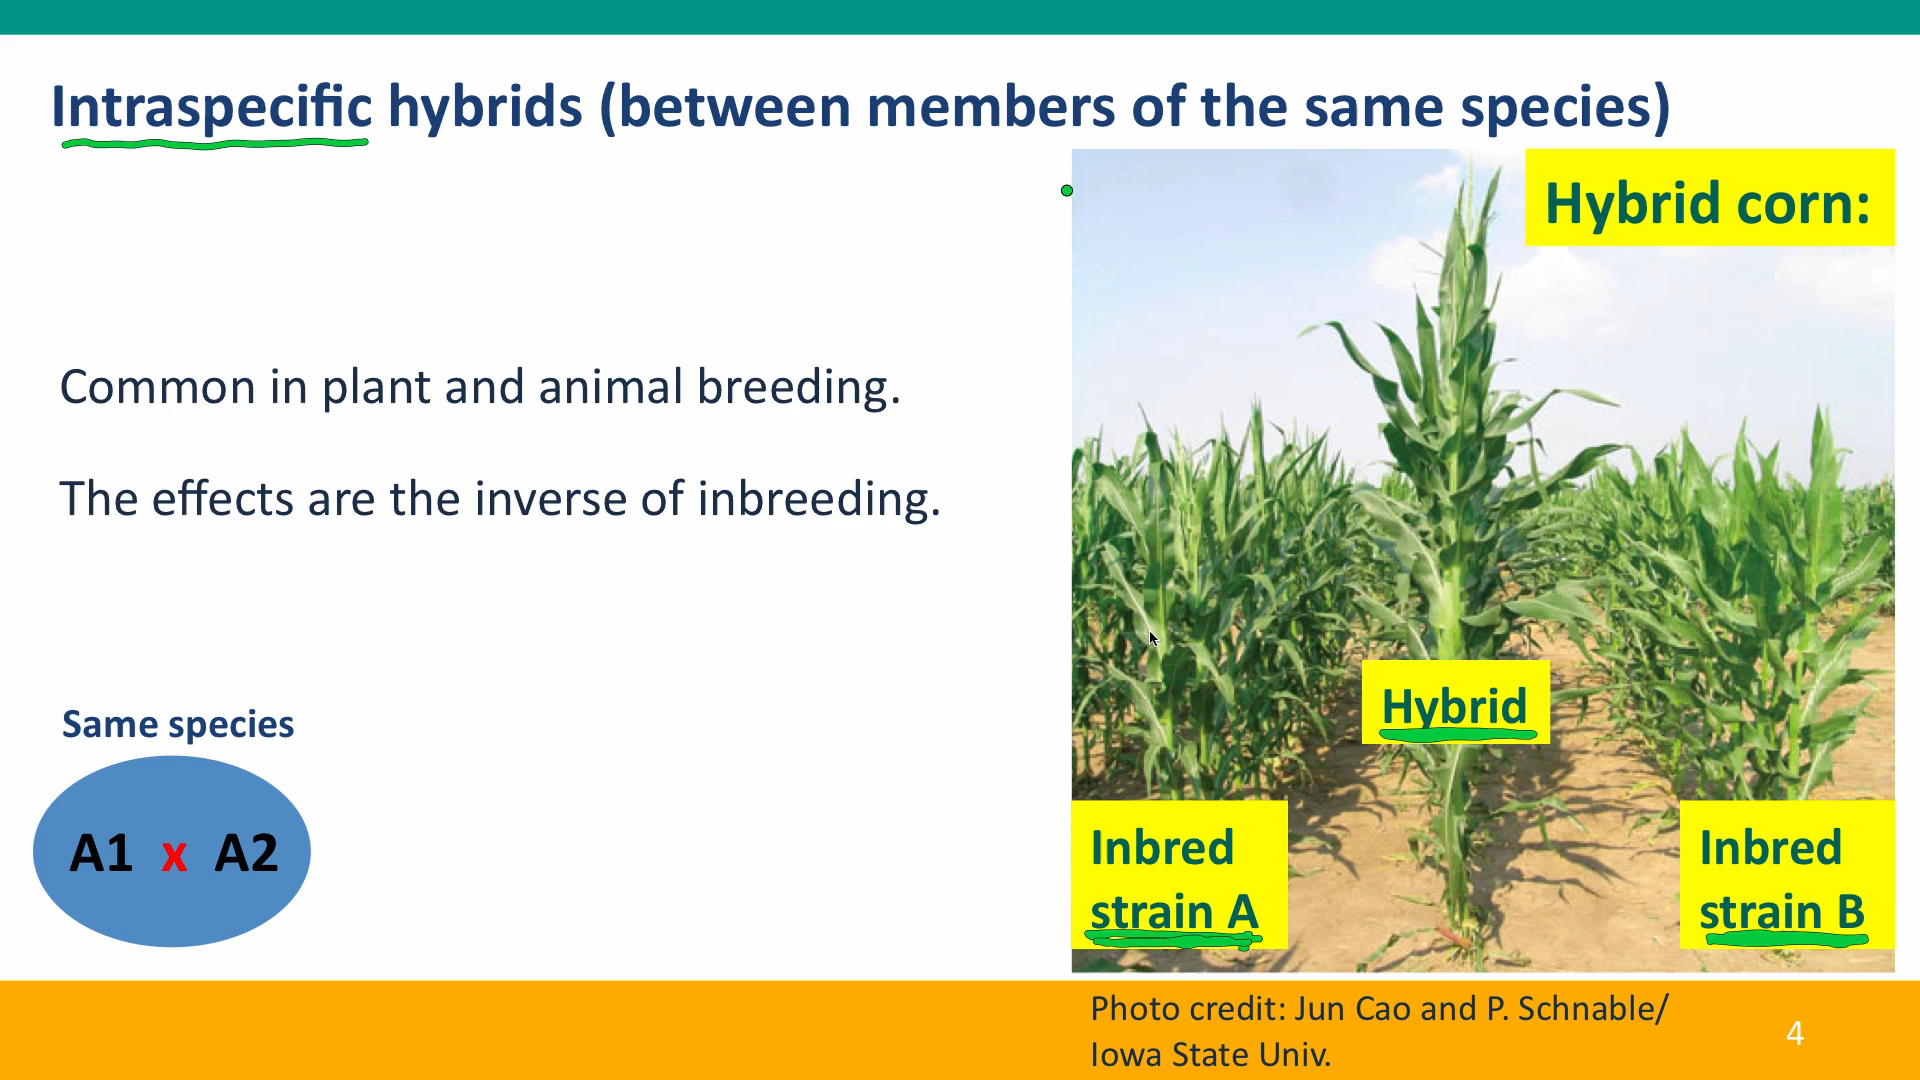 Intraspecific hybrids (between members of the same species)
Hybrid corn:
Common in plant and animal breeding.
The effects are the inverse of inbreeding.
Same species
A1 x A2
Hybrid
Inbred
strain A
Inbred
strain B
Photo credit: Jun Cao and P. Schnable/
Iowa State Univ.
4